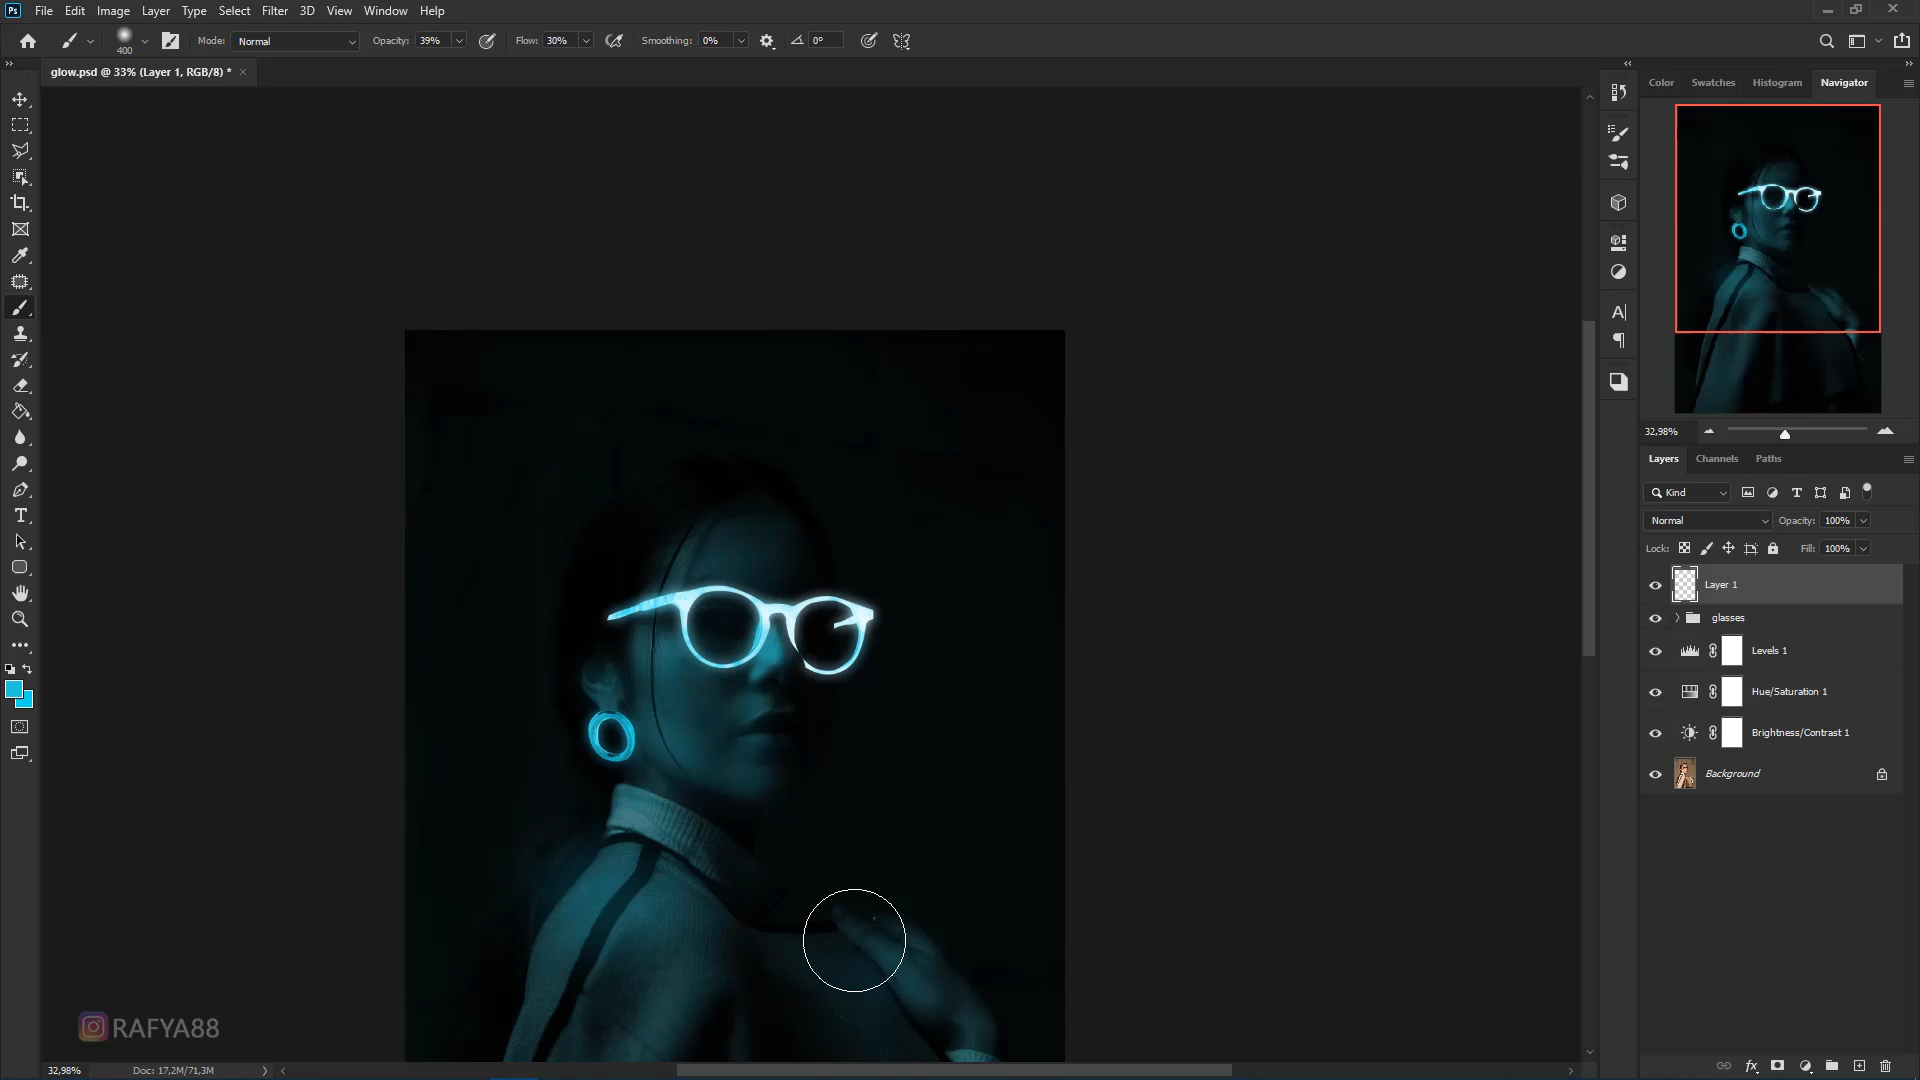 Ps File Edit Image Layer Type Select Filter 3D View Window Help
400 Mode: Normal Opacity: 39% Flow: 30% Smoothing: 0% 0°
glow.psd @ 33% (Layer 1, RGB/8) *
Color Swatches Histogram Navigator
32,98%
Layers Channels Paths
Kind
Normal Opacity: 100%
Lock: Fill: 100%
Layer 1
glasses
Levels 1
Hue/Saturation 1
Brightness/Contrast 1
Background
RAFYA88
32,98% Doc: 17,2M/71,3M